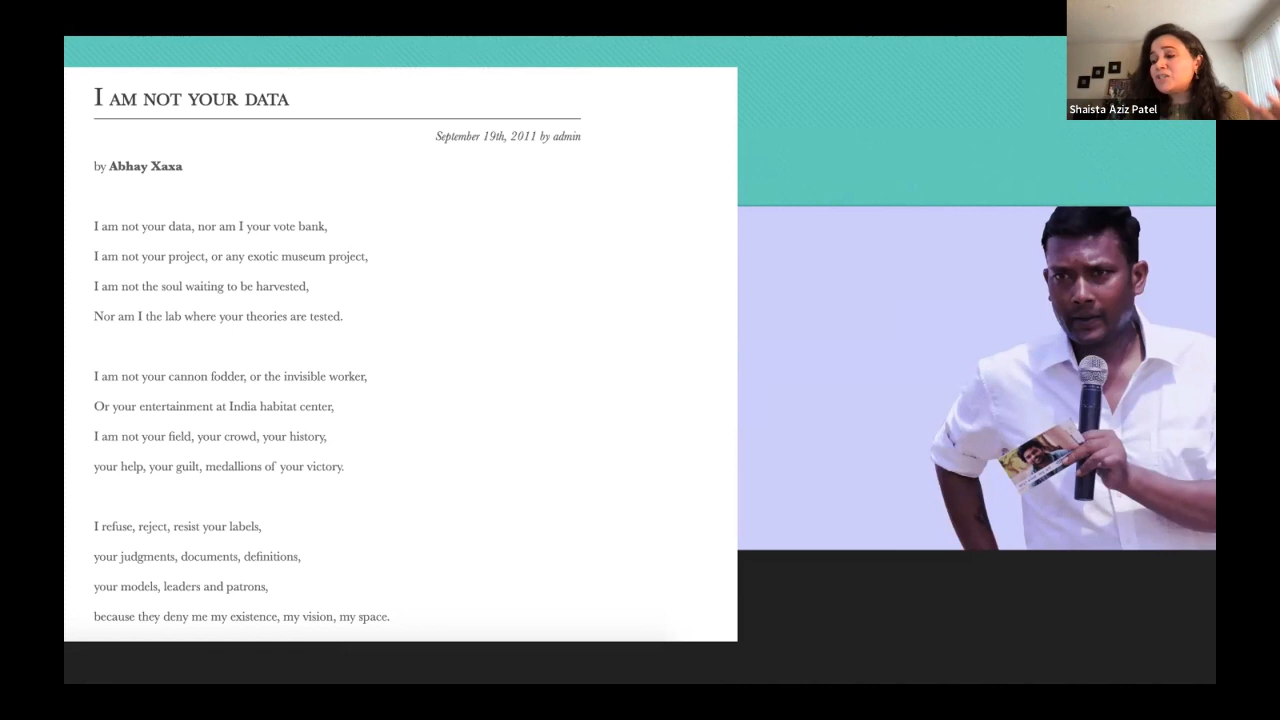 I AM NOT YOUR DATA
September 19th, 2011 by admin
by Abhay Xaxa
I am not your data, nor am I your vote bank,
I am not your project, or any exotic museum project,
I am not the soul waiting to be harvested,
Nor am I the lab where your theories are tested.
I am not your cannon fodder, or the invisible worker,
Or your entertainment at India habitat center,
I am not your field, your crowd, your history,
your help, your guilt, medallions of your victory.
I refuse, reject, resist your labels,
your judgments, documents, definitions,
your models, leaders and patrons,
because they deny me my existence, my vision, my space.
Shaista Aziz Patel